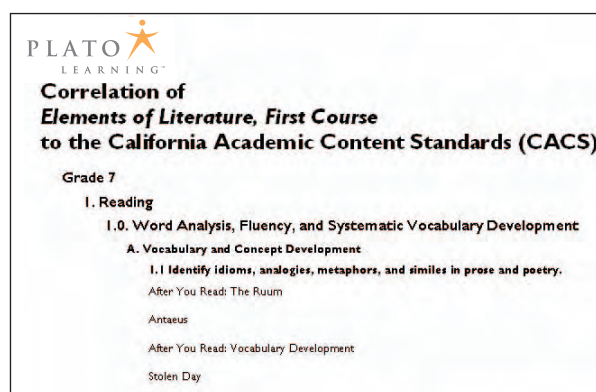 PLATO
LEARNING™
Correlation of
Elements of Literature, First Course
to the California Academic Content Standards (CACS)
Grade 7
1. Reading
1.0. Word Analysis, Fluency, and Systematic Vocabulary Development
A. Vocabulary and Concept Development
1.1 Identify idioms, analogies, metaphors, and similes in prose and poetry.
After You Read: The Ruum
Antaeus
After You Read: Vocabulary Development
Stolen Day